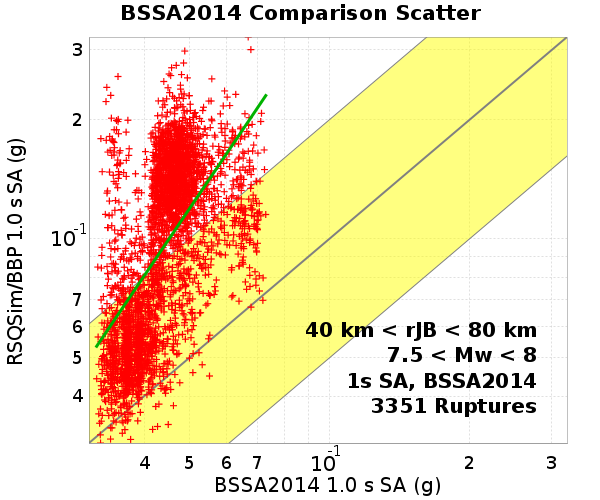 BSSA2014 Comparison Scatter
RSQSim/BBP 1.0 s SA (g)
3
2
10-1
7
6
5
4
40 km < rJB < 80 km
7.5 < Mw < 8
1s SA, BSSA2014
3351 Ruptures
4 5 6 7 10-1 2 3
BSSA2014 1.0 s SA (g)